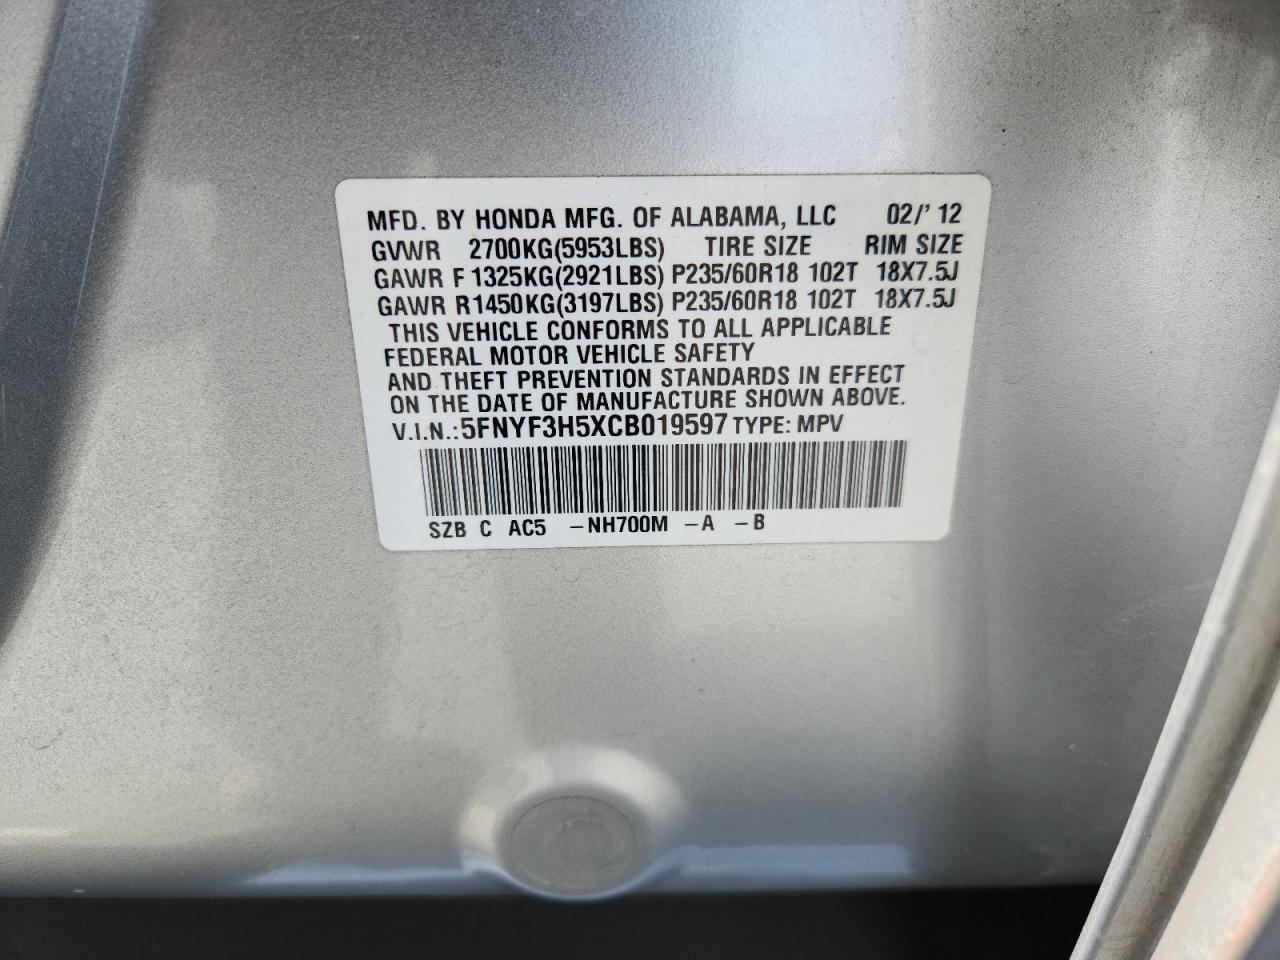 MFD. BY HONDA MFG. OF ALABAMA, LLC 02/' 12
GVWR 2700KG(5953LBS) TIRE SIZE RIM SIZE
GAWR F 1325KG(2921LBS) P235/60R18 102T 18X7.5J
GAWR R1450KG(3197LBS) P235/60R18 102T 18X7.5J
THIS VEHICLE CONFORMS TO ALL APPLICABLE
FEDERAL MOTOR VEHICLE SAFETY
AND THEFT PREVENTION STANDARDS IN EFFECT
ON THE DATE OF MANUFACTURE SHOWN ABOVE.
V.I.N.:5FNYF3H5XCB019597 TYPE: MPV
SZB C AC5 –NH700M –A –B